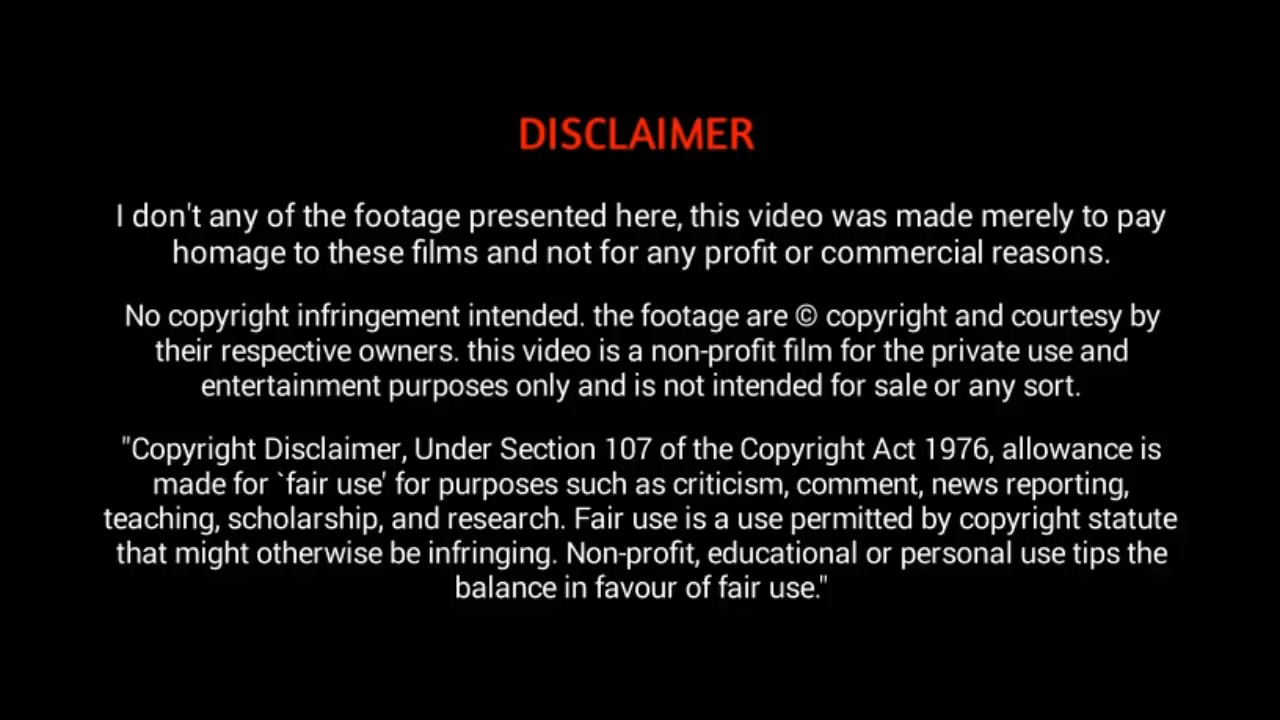 DISCLAIMER
I don't any of the footage presented here, this video was made merely to pay
homage to these films and not for any profit or commercial reasons.
No copyright infringement intended. the footage are © copyright and courtesy by
their respective owners. this video is a non-profit film for the private use and
entertainment purposes only and is not intended for sale or any sort.
"Copyright Disclaimer, Under Section 107 of the Copyright Act 1976, allowance is
made for `fair use' for purposes such as criticism, comment, news reporting,
teaching, scholarship, and research. Fair use is a use permitted by copyright statute
that might otherwise be infringing. Non-profit, educational or personal use tips the
balance in favour of fair use."